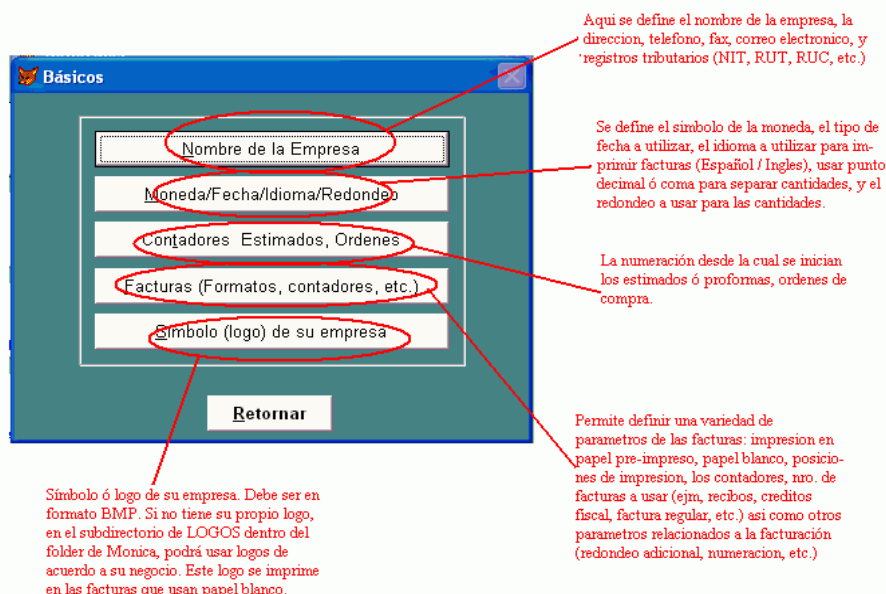 Aqui se define el nombre de la empresa, la
direccion, telefono, fax, correo electronico, y
registros tributarios (NIT, RUT, RUC, etc.)
Básicos
Nombre de la Empresa
Moneda/Fecha/Idioma/Redondeo
Contadores Estimados, Ordenes
Facturas (Formatos, contadores, etc.)
Símbolo (logo) de su empresa
Retornar
Se define el simbolo de la moneda, el tipo de
fecha a utilizar, el idioma a utilizar para im-
primir facturas (Español / Ingles), usar punto
decimal ó coma para separar cantidades, y el
redondeo a usar para las cantidades.
La numeración desde la cual se inician
los estimados ó proformas, ordenes de
compra.
Permite definir una variedad de
parametros de las facturas: impresion en
papel pre-impreso, papel blanco, posicio-
nes de impresion, los contadores, nro. de
facturas a usar (ejm, recibos, creditos
fiscal, factura regular, etc.) asi como otros
parametros relacionados a la facturación
(redondeo adicional, numeracion, etc.)
Símbolo ó logo de su empresa. Debe ser en
formato BMP. Si no tiene su propio logo,
en el subdirectorio de LOGOS dentro del
folder de Monica, podrá usar logos de
acuerdo a su negocio. Este logo se imprime
en las facturas que usan papel blanco.